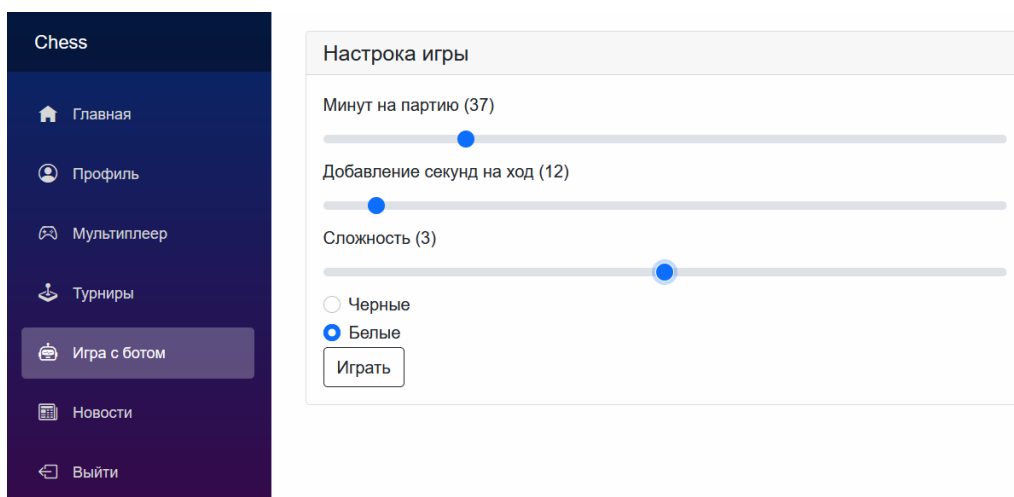 Chess
Главная
Профиль
Мультиплеер
Турниры
Игра с ботом
Новости
Выйти
Настрока игры
Минут на партию (37)
Добавление секунд на ход (12)
Сложность (3)
Черные
Белые
Играть